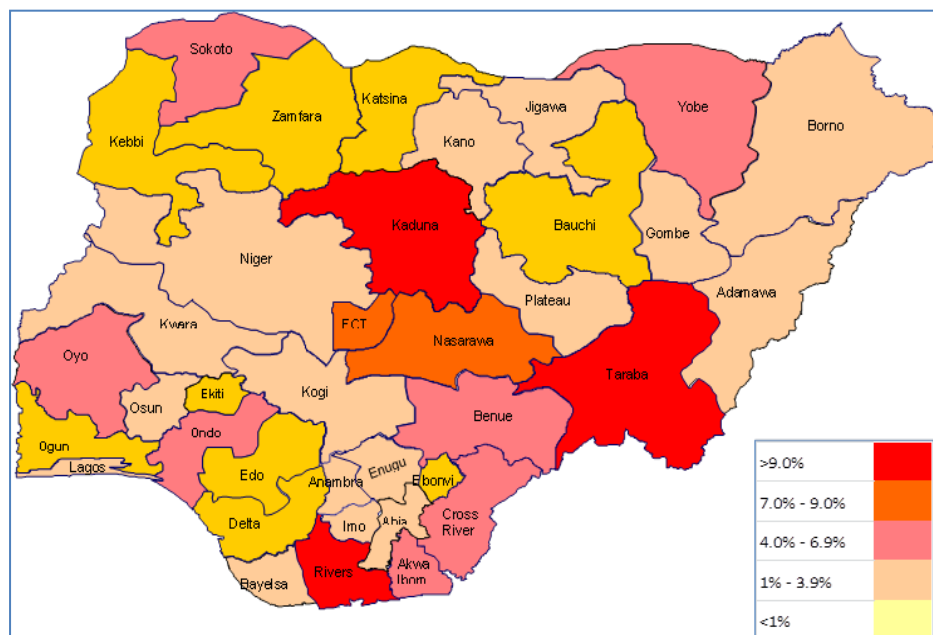 Sokoto
Katsina
Jigawa
Yobe
Zamfara
Borno
Kebbi
Kano
Kaduna
Bauchi
Gombe
Niger
Adamawa
Plateau
FCT
Kwara
Nasarawa
Oyo
Taraba
Kogi
Ekiti
Osun
Benue
Ondo
Ogun
Lagos
Edo
Enugu
Anambra
Ebonyi
Cross
River
Delta
Imo
Abia
Bayelsa
Rivers
Akwa
Ibom
>9.0%
7.0% - 9.0%
4.0% - 6.9%
1% - 3.9%
<1%